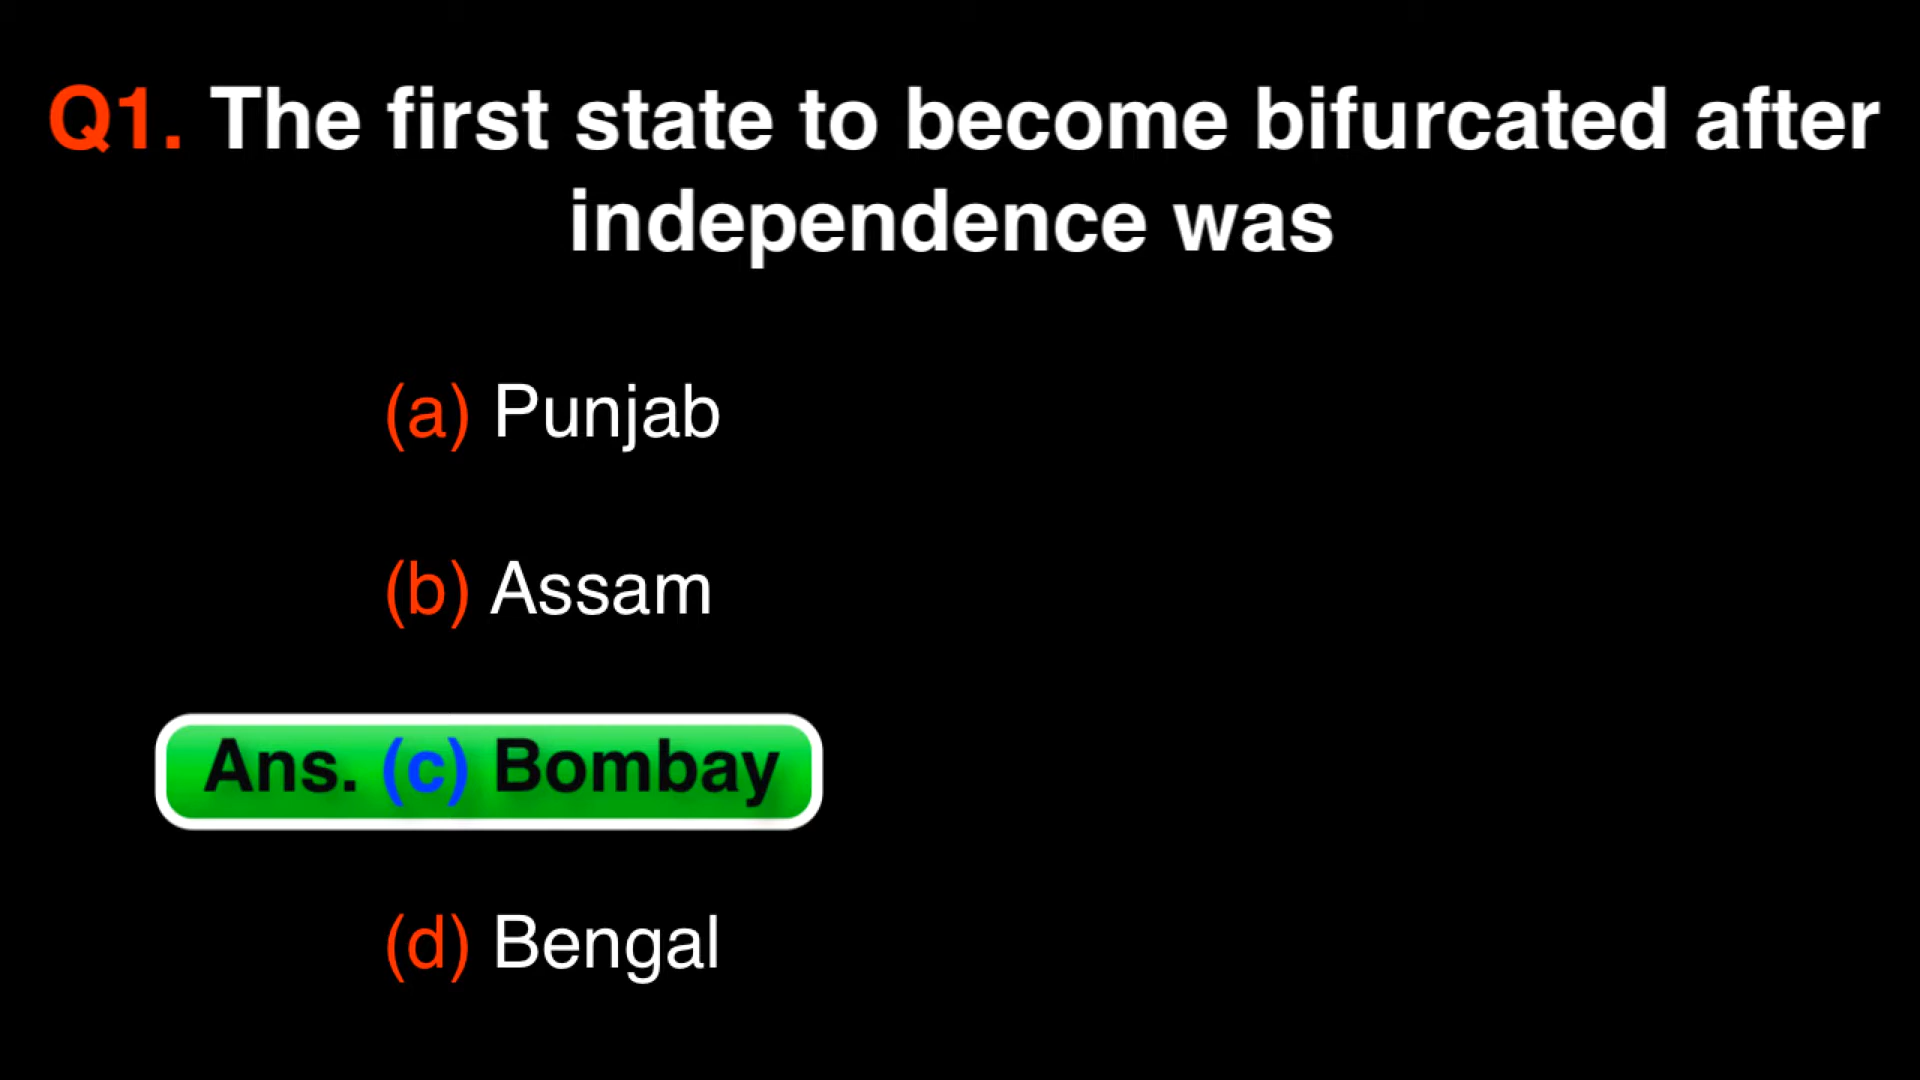 Q1. The first state to become bifurcated after
independence was
(a) Punjab
(b) Assam
Ans. (c) Bombay
(d) Bengal